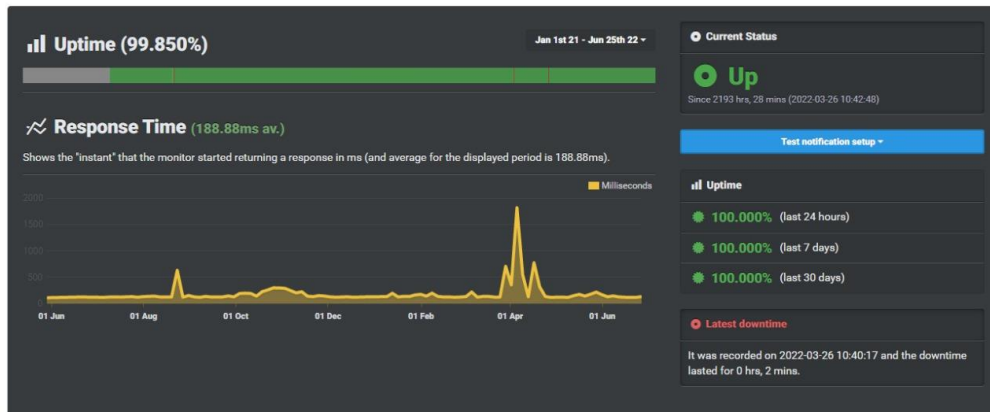 Uptime (99.850%)
Jan 1st 21 - Jun 25th 22
Response Time (188.88ms av.)
Shows the "instant" that the monitor started returning a response in ms (and average for the displayed period is 188.88ms).
Milliseconds
2000
1500
1000
500
0
01 Jun 01 Aug 01 Oct 01 Dec 01 Feb 01 Apr 01 Jun
Current Status
Up
Since 2193 hrs, 28 mins (2022-03-26 10:42:48)
Test notification setup
Uptime
100.000% (last 24 hours)
100.000% (last 7 days)
100.000% (last 30 days)
Latest downtime
It was recorded on 2022-03-26 10:40:17 and the downtime
lasted for 0 hrs, 2 mins.